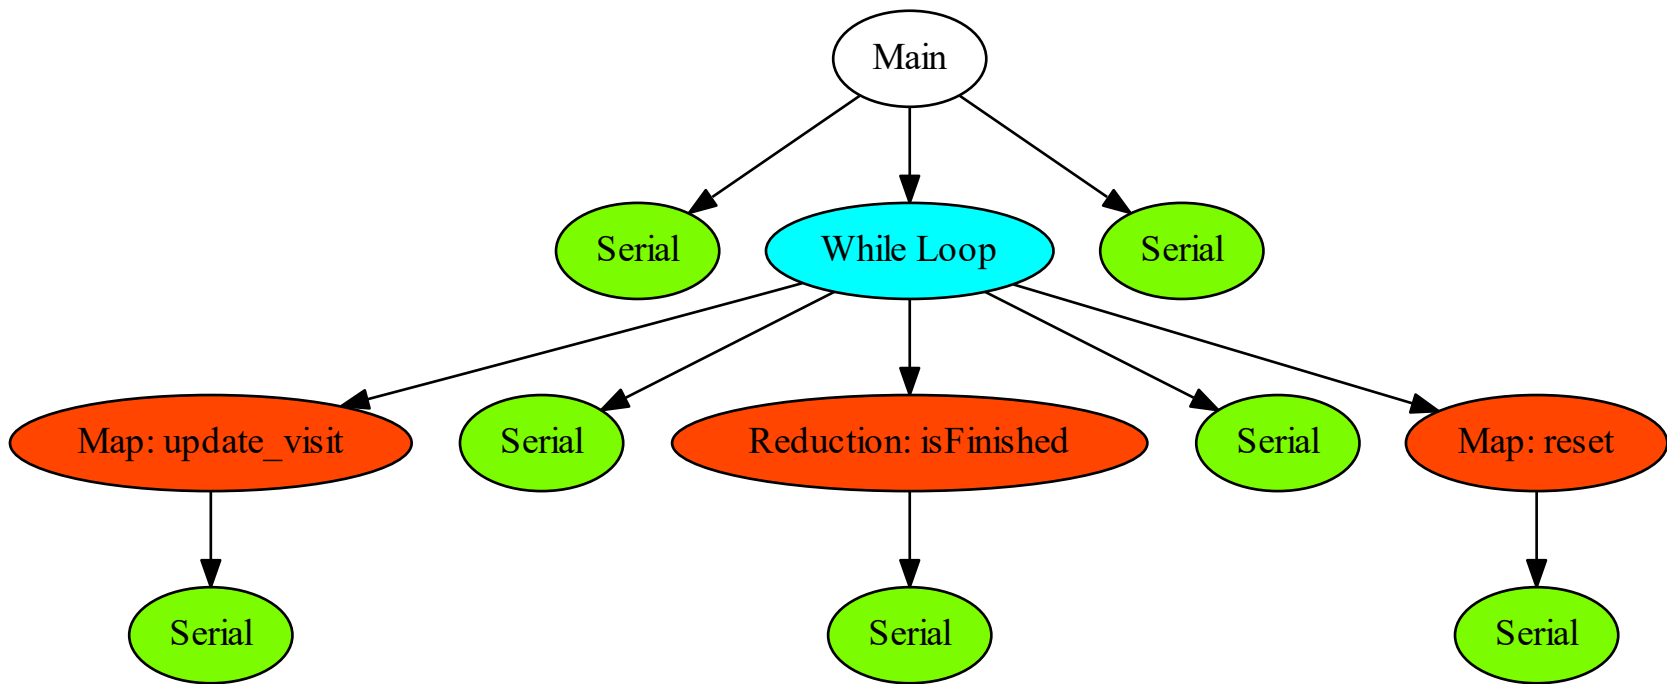 Main
Serial
While Loop
Serial
Map: update_visit
Serial
Reduction: isFinished
Serial
Map: reset
Serial
Serial
Serial